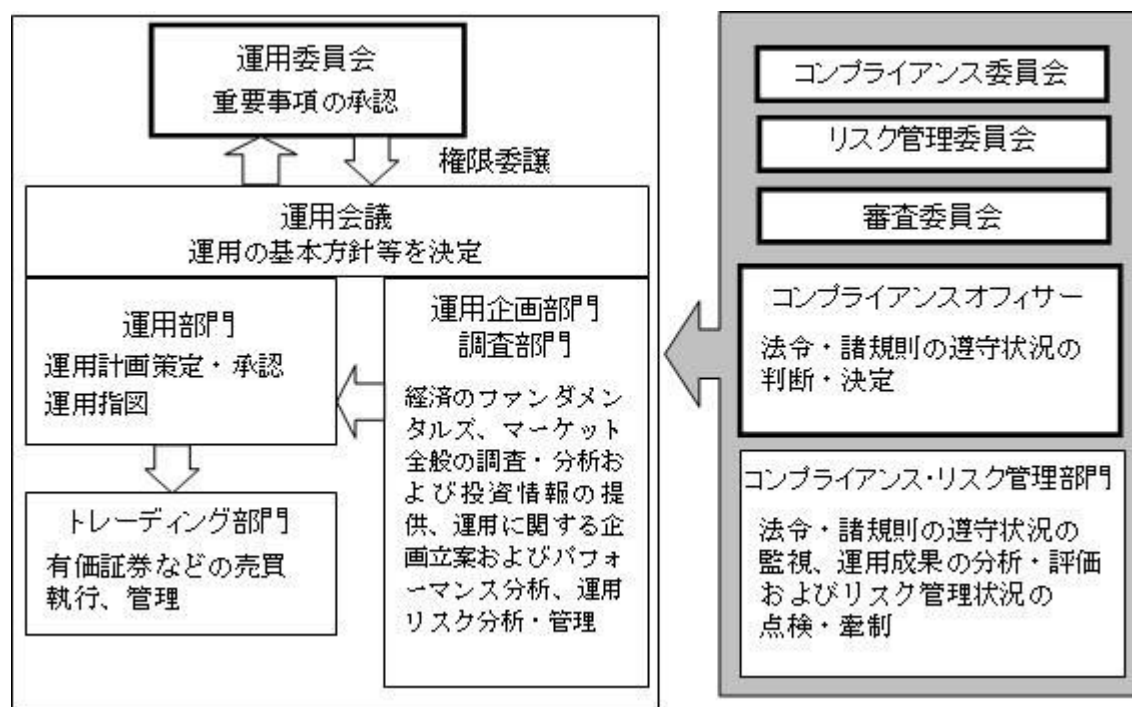 運用委員会
重要事項の承認
権限委譲
運用会議
運用の基本方針等を決定
運用部門
運用計画策定・承認
運用指図
運用企画部門
調査部門
経済のファンダメン
タルズ、マーケット
全般の調査・分析お
よび投資情報の提
供、運用に関する企
画立案およびパフォ
ーマンス分析、運用
リスク分析・管理
トレーディング部門
有価証券などの売買
執行、管理
コンプライアンス委員会
リスク管理委員会
審査委員会
コンプライアンスオフィサー
法令・諸規則の遵守状況の
判断・決定
コンプライアンス・リスク管理部門
法令・諸規則の遵守状況の
監視、運用成果の分析・評価
およびリスク管理状況の
点検・牽制